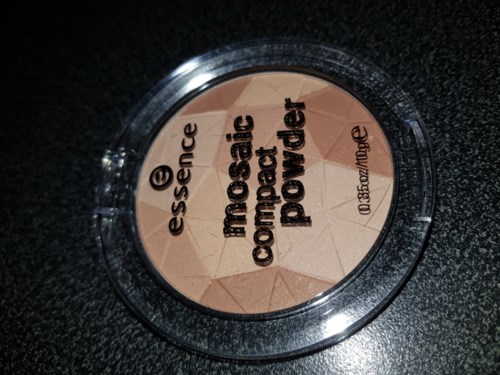 essence
mosaic
compact
powder
0.35oz/10g℮